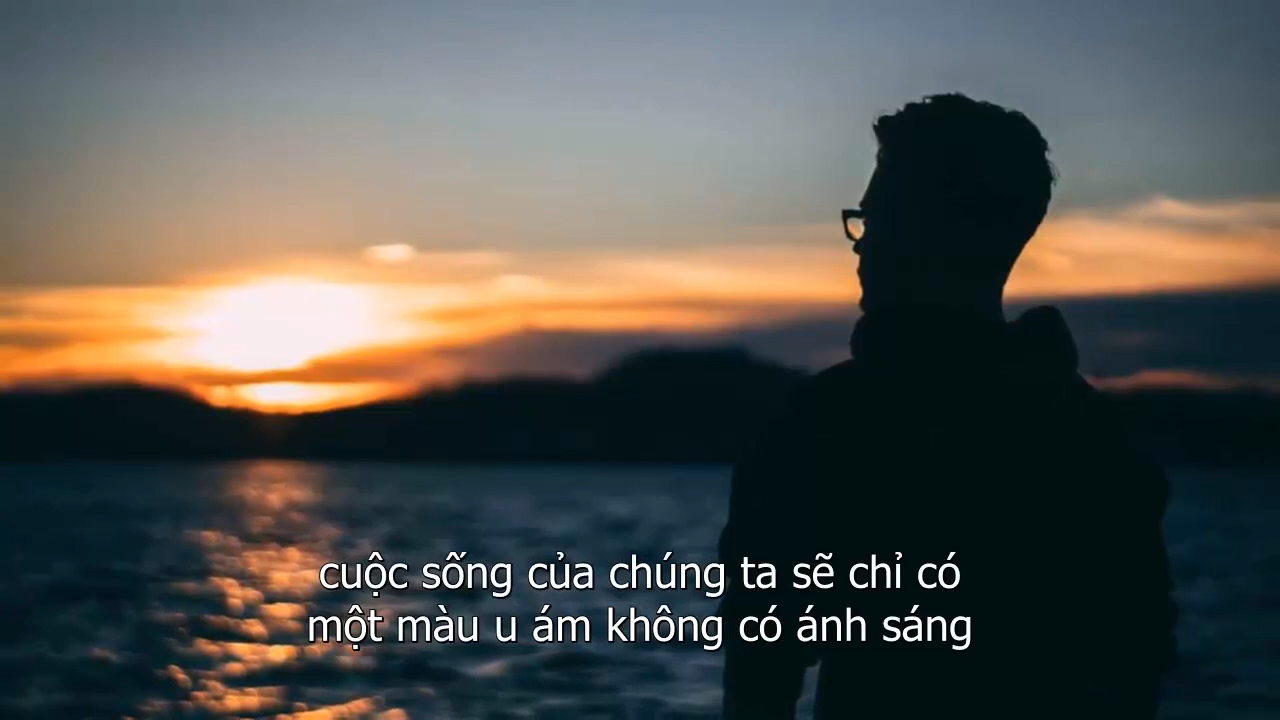 cuộc sống của chúng ta sẽ chỉ có
một màu u ám không có ánh sáng